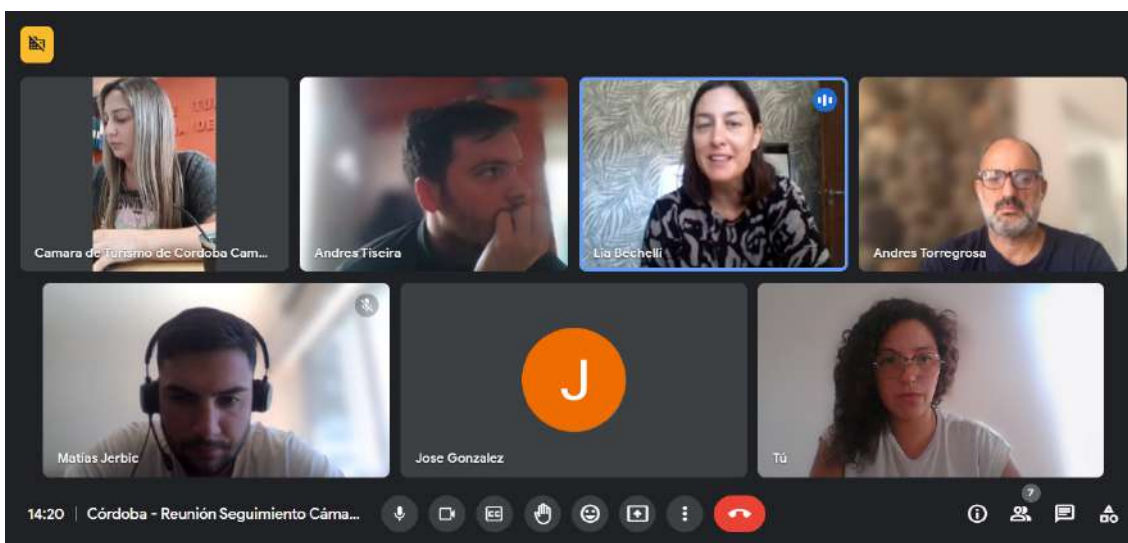 Camara de Turismo de Cordoba Cam...
Andres Tiseira
Lia Bechelli
Andres Torregrosa
Matias Jerbic
J
Jose Gonzalez
Tú
14:20 | Córdoba - Reunión Seguimiento Cáma...
7